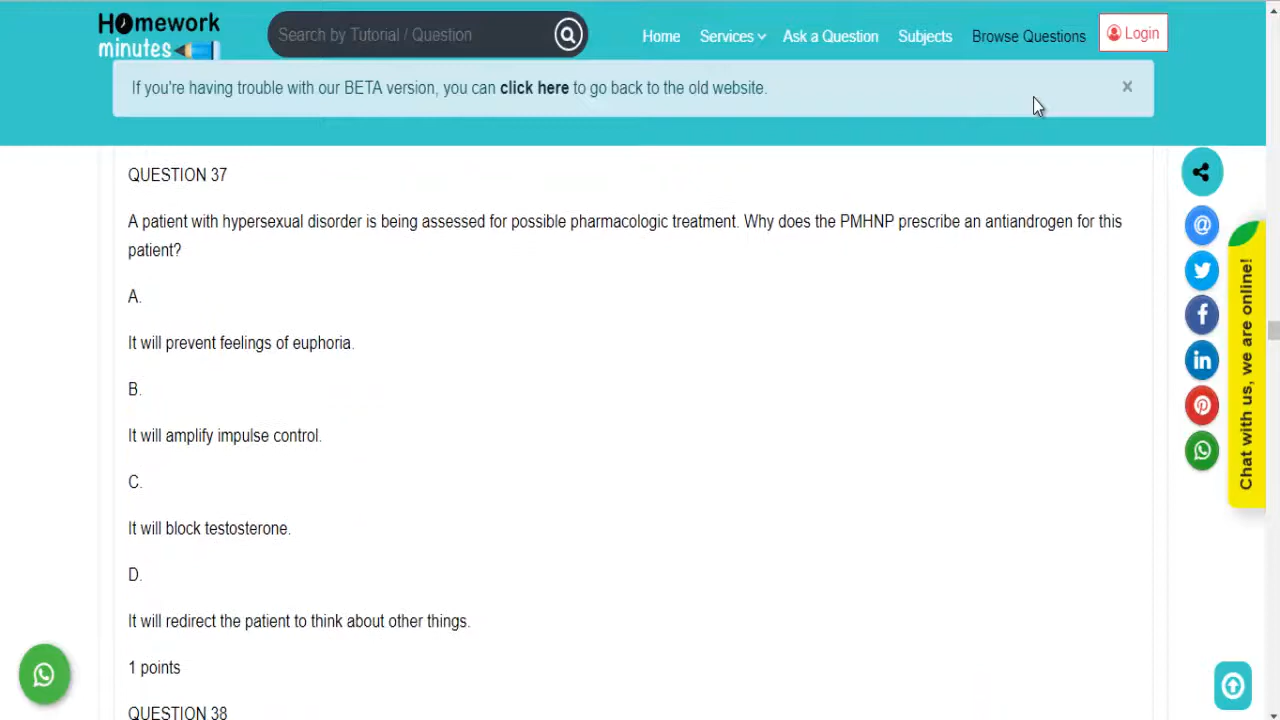 Homework
minutes
Search by Tutorial / Question
Home
Services
Ask a Question
Subjects
Browse Questions
Login
If you're having trouble with our BETA version, you can click here to go back to the old website.
×
QUESTION 37
A patient with hypersexual disorder is being assessed for possible pharmacologic treatment. Why does the PMHNP prescribe an antiandrogen for this
patient?
A.
It will prevent feelings of euphoria.
B.
It will amplify impulse control.
C.
It will block testosterone.
D.
It will redirect the patient to think about other things.
1 points
QUESTION 38
Chat with us, we are online!